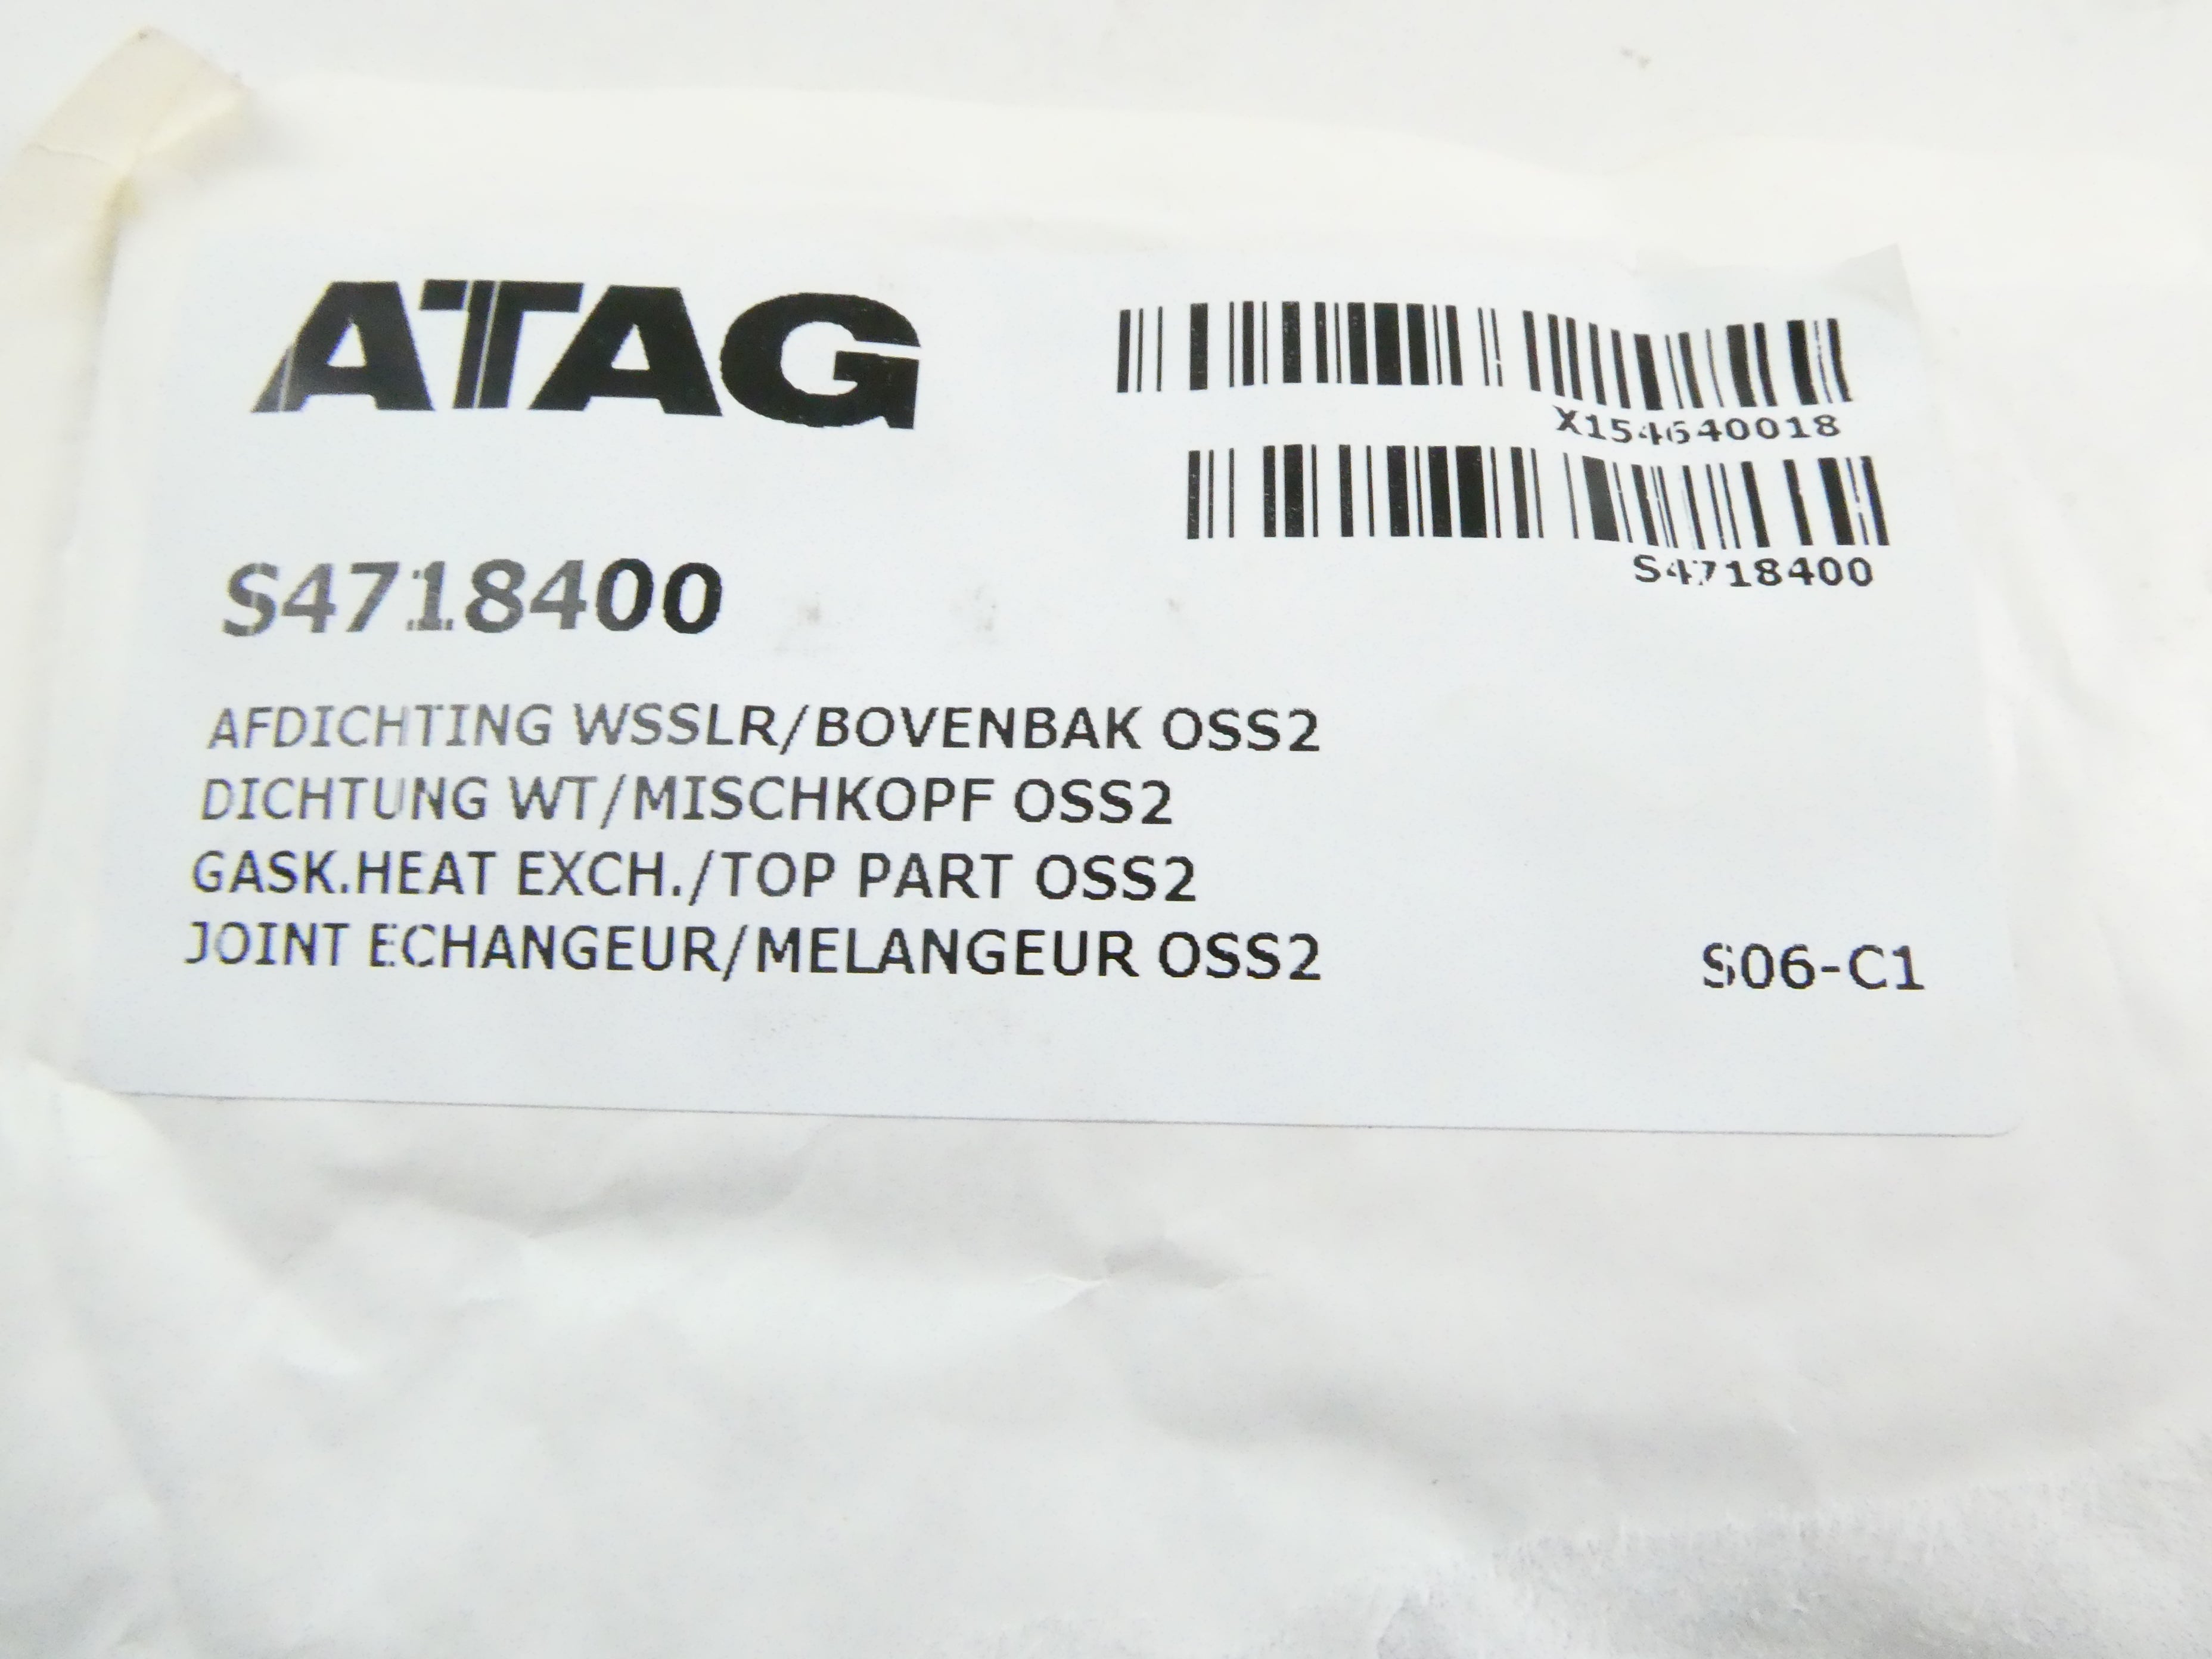 ATAG
X154640018
S4718400
S4718400
AFDICHTING WSSLR/BOVENBAK OSS2
DICHTUNG WT/MISCHKOPF OSS2
GASK.HEAT EXCH./TOP PART OSS2
JOINT ECHANGEUR/MELANGEUR OSS2
S06-C1